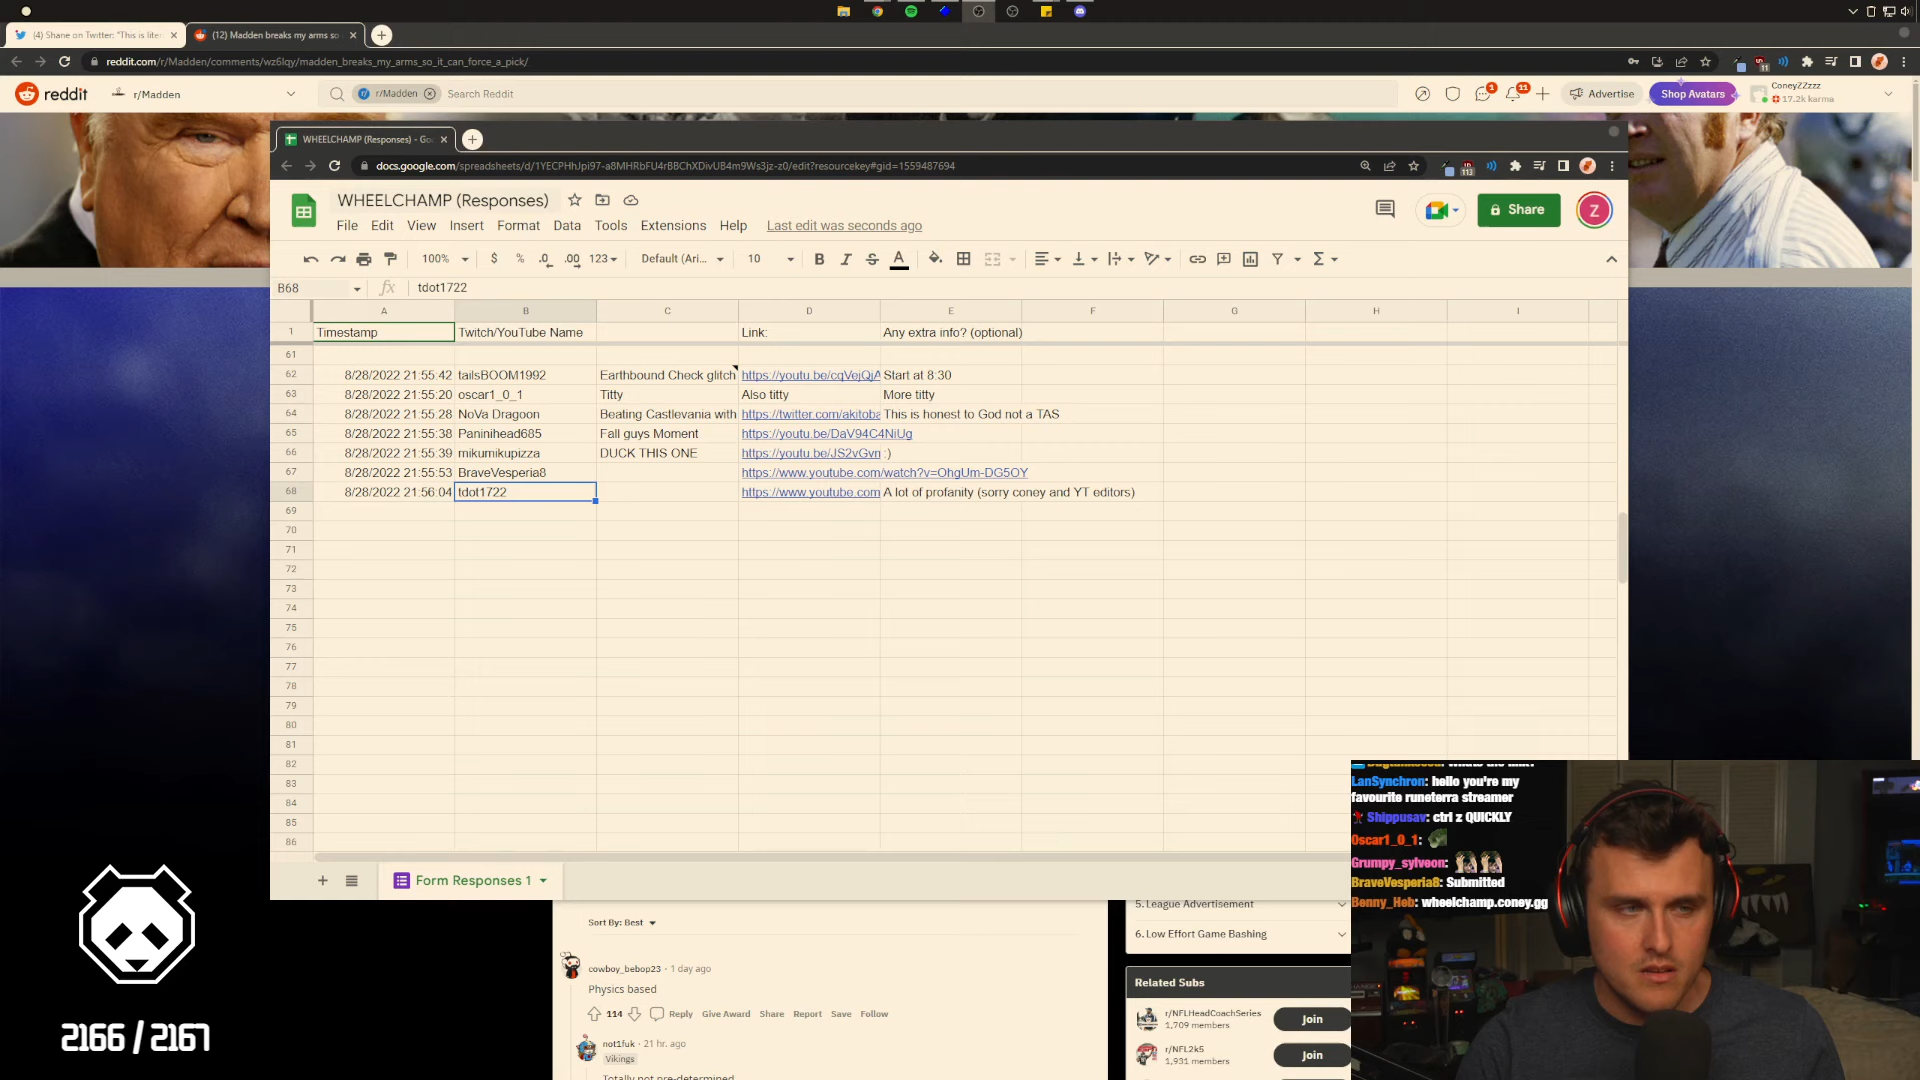 (4) Shane on Twitter: "This is lite
(12) Madden breaks my arms so
reddit.com/r/Madden/comments/wz6lqy/madden_breaks_my_arms_so_it_can_force_a_pick/
reddit
r/Madden
r/Madden
Search Reddit
1
11
Advertise
Shop Avatars
ConeyZZzzz
17.2k karma
WHEELCHAMP (Responses) - Go
docs.google.com/spreadsheets/d/1YECPHhJpi97-a8MHRbFU4rBBChXDivUB4m9Ws3jz-z0/edit?resourcekey#gid=1559487694
113
WHEELCHAMP (Responses)
File Edit View Insert Format Data Tools Extensions Help Last edit was seconds ago
Share
Z
100% $ % .0 .00 123 Default (Ari... 10 B I S A
B68 fx tdot1722
A B C D E F G H I
1 Timestamp Twitch/YouTube Name Link: Any extra info? (optional)
61
62 8/28/2022 21:55:42 tailsBOOM1992 Earthbound Check glitch https://youtu.be/cqVejQjA Start at 8:30
63 8/28/2022 21:55:20 oscar1_0_1 Titty Also titty More titty
64 8/28/2022 21:55:28 NoVa Dragoon Beating Castlevania with https://twitter.com/akitoba This is honest to God not a TAS
65 8/28/2022 21:55:38 Paninihead685 Fall guys Moment https://youtu.be/DaV94C4NiUg
66 8/28/2022 21:55:39 mikumikupizza DUCK THIS ONE https://youtu.be/JS2vGvn :)
67 8/28/2022 21:55:53 BraveVesperia8 https://www.youtube.com/watch?v=OhgUm-DG5OY
68 8/28/2022 21:56:04 tdot1722 https://www.youtube.com A lot of profanity (sorry coney and YT editors)
69
70
71
72
73
74
75
76
77
78
79
80
81
82
83
84
85
86
Form Responses 1
LanSynchron: hello you're my
favourite runeterra streamer
Shippusav: ctrl z QUICKLY
Oscar1_0_1:
Grumpy_sylveon:
BraveVesperia8: Submitted
Benny_Heb: wheelchamp.coney.gg
Sort By: Best
cowboy_bebop23 · 1 day ago
Physics based
114 Reply Give Award Share Report Save Follow
not1fuk · 21 hr. ago
Vikings
Totally not pre-determined
5. League Advertisement
6. Low Effort Game Bashing
Related Subs
r/NFLHeadCoachSeries
1,709 members
Join
r/NFL2k5
1,931 members
Join
2166 / 2167